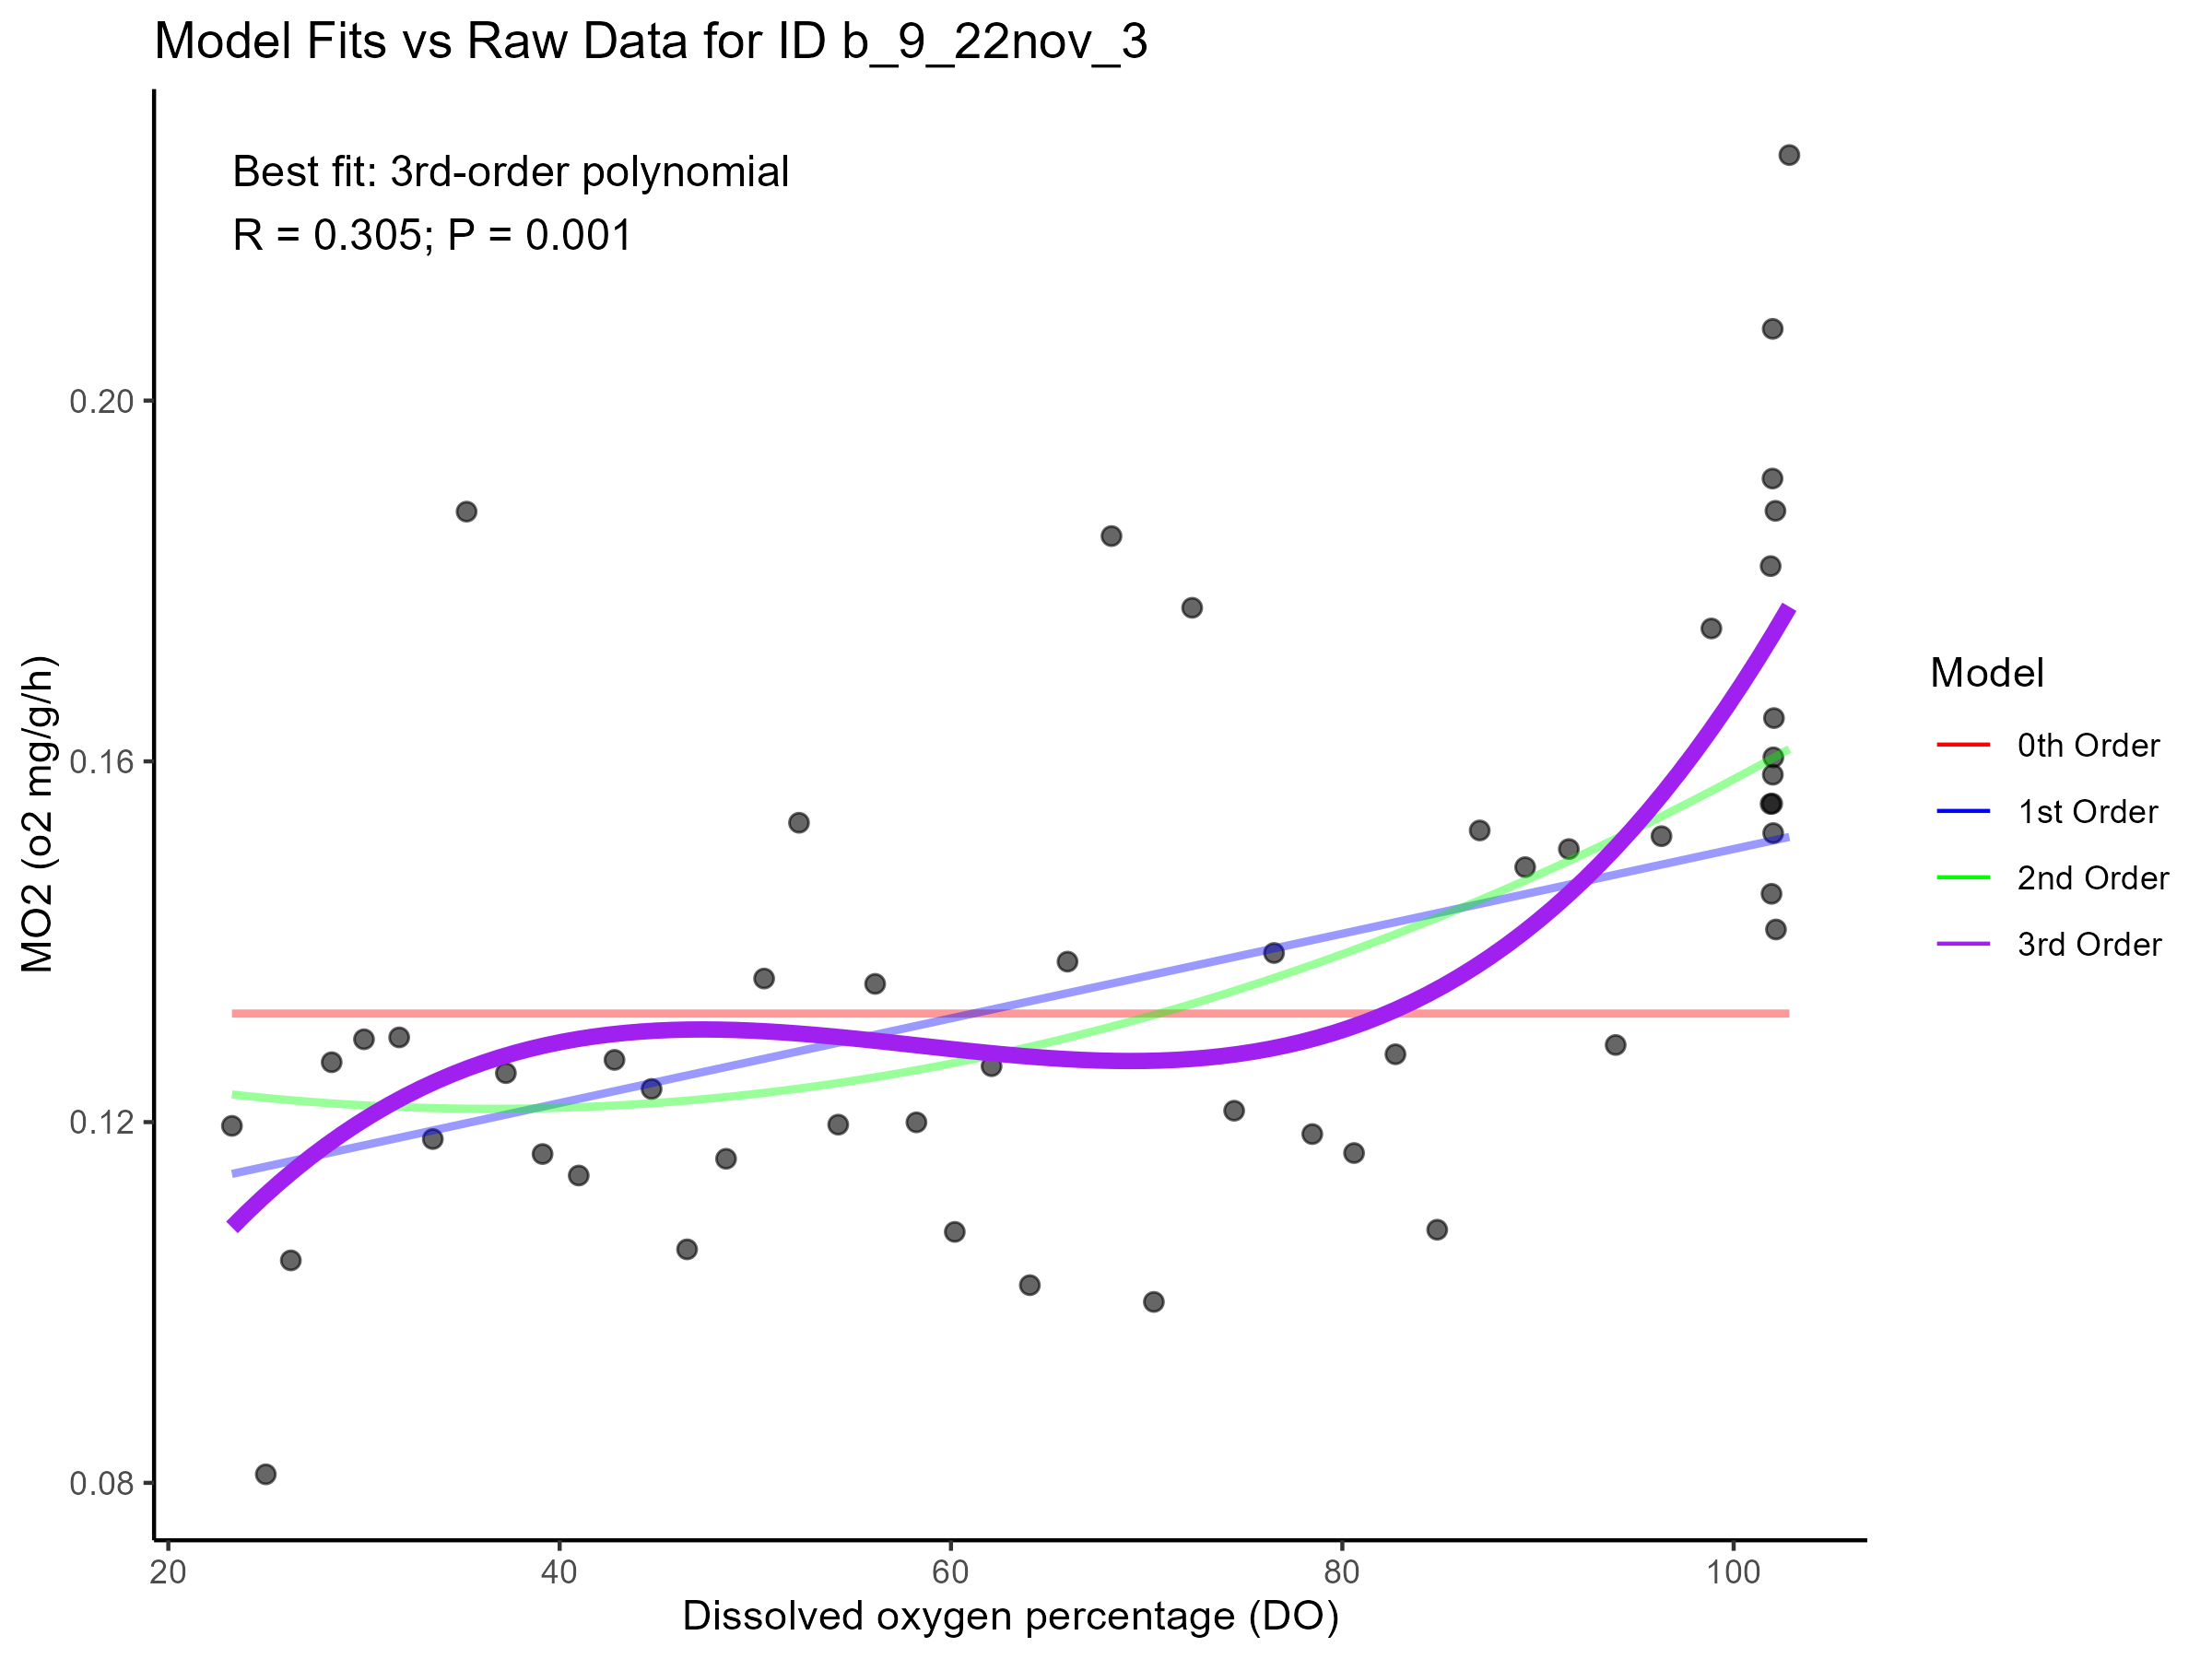 Model Fits vs Raw Data for ID b_9_22nov_3
Best fit: 3rd-order polynomial
R = 0.305; P = 0.001
MO2 (o2 mg/g/h)
0.20
0.16
0.12
0.08
20 40 60 80 100
Dissolved oxygen percentage (DO)
Model
0th Order
1st Order
2nd Order
3rd Order